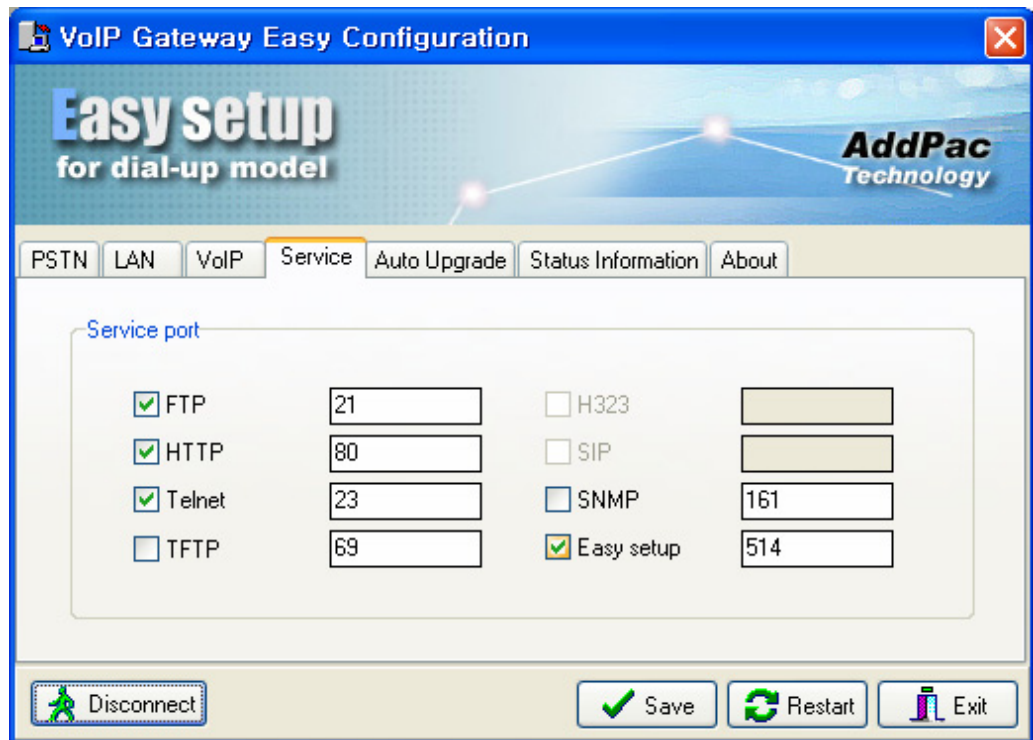 VoIP Gateway Easy Configuration
Easy setup
for dial-up model
AddPac
Technology
PSTN LAN VoIP Service Auto Upgrade Status Information About
Service port
FTP 21 H323
HTTP 80 SIP
Telnet 23 SNMP 161
TFTP 69 Easy setup 514
Disconnect Save Restart Exit